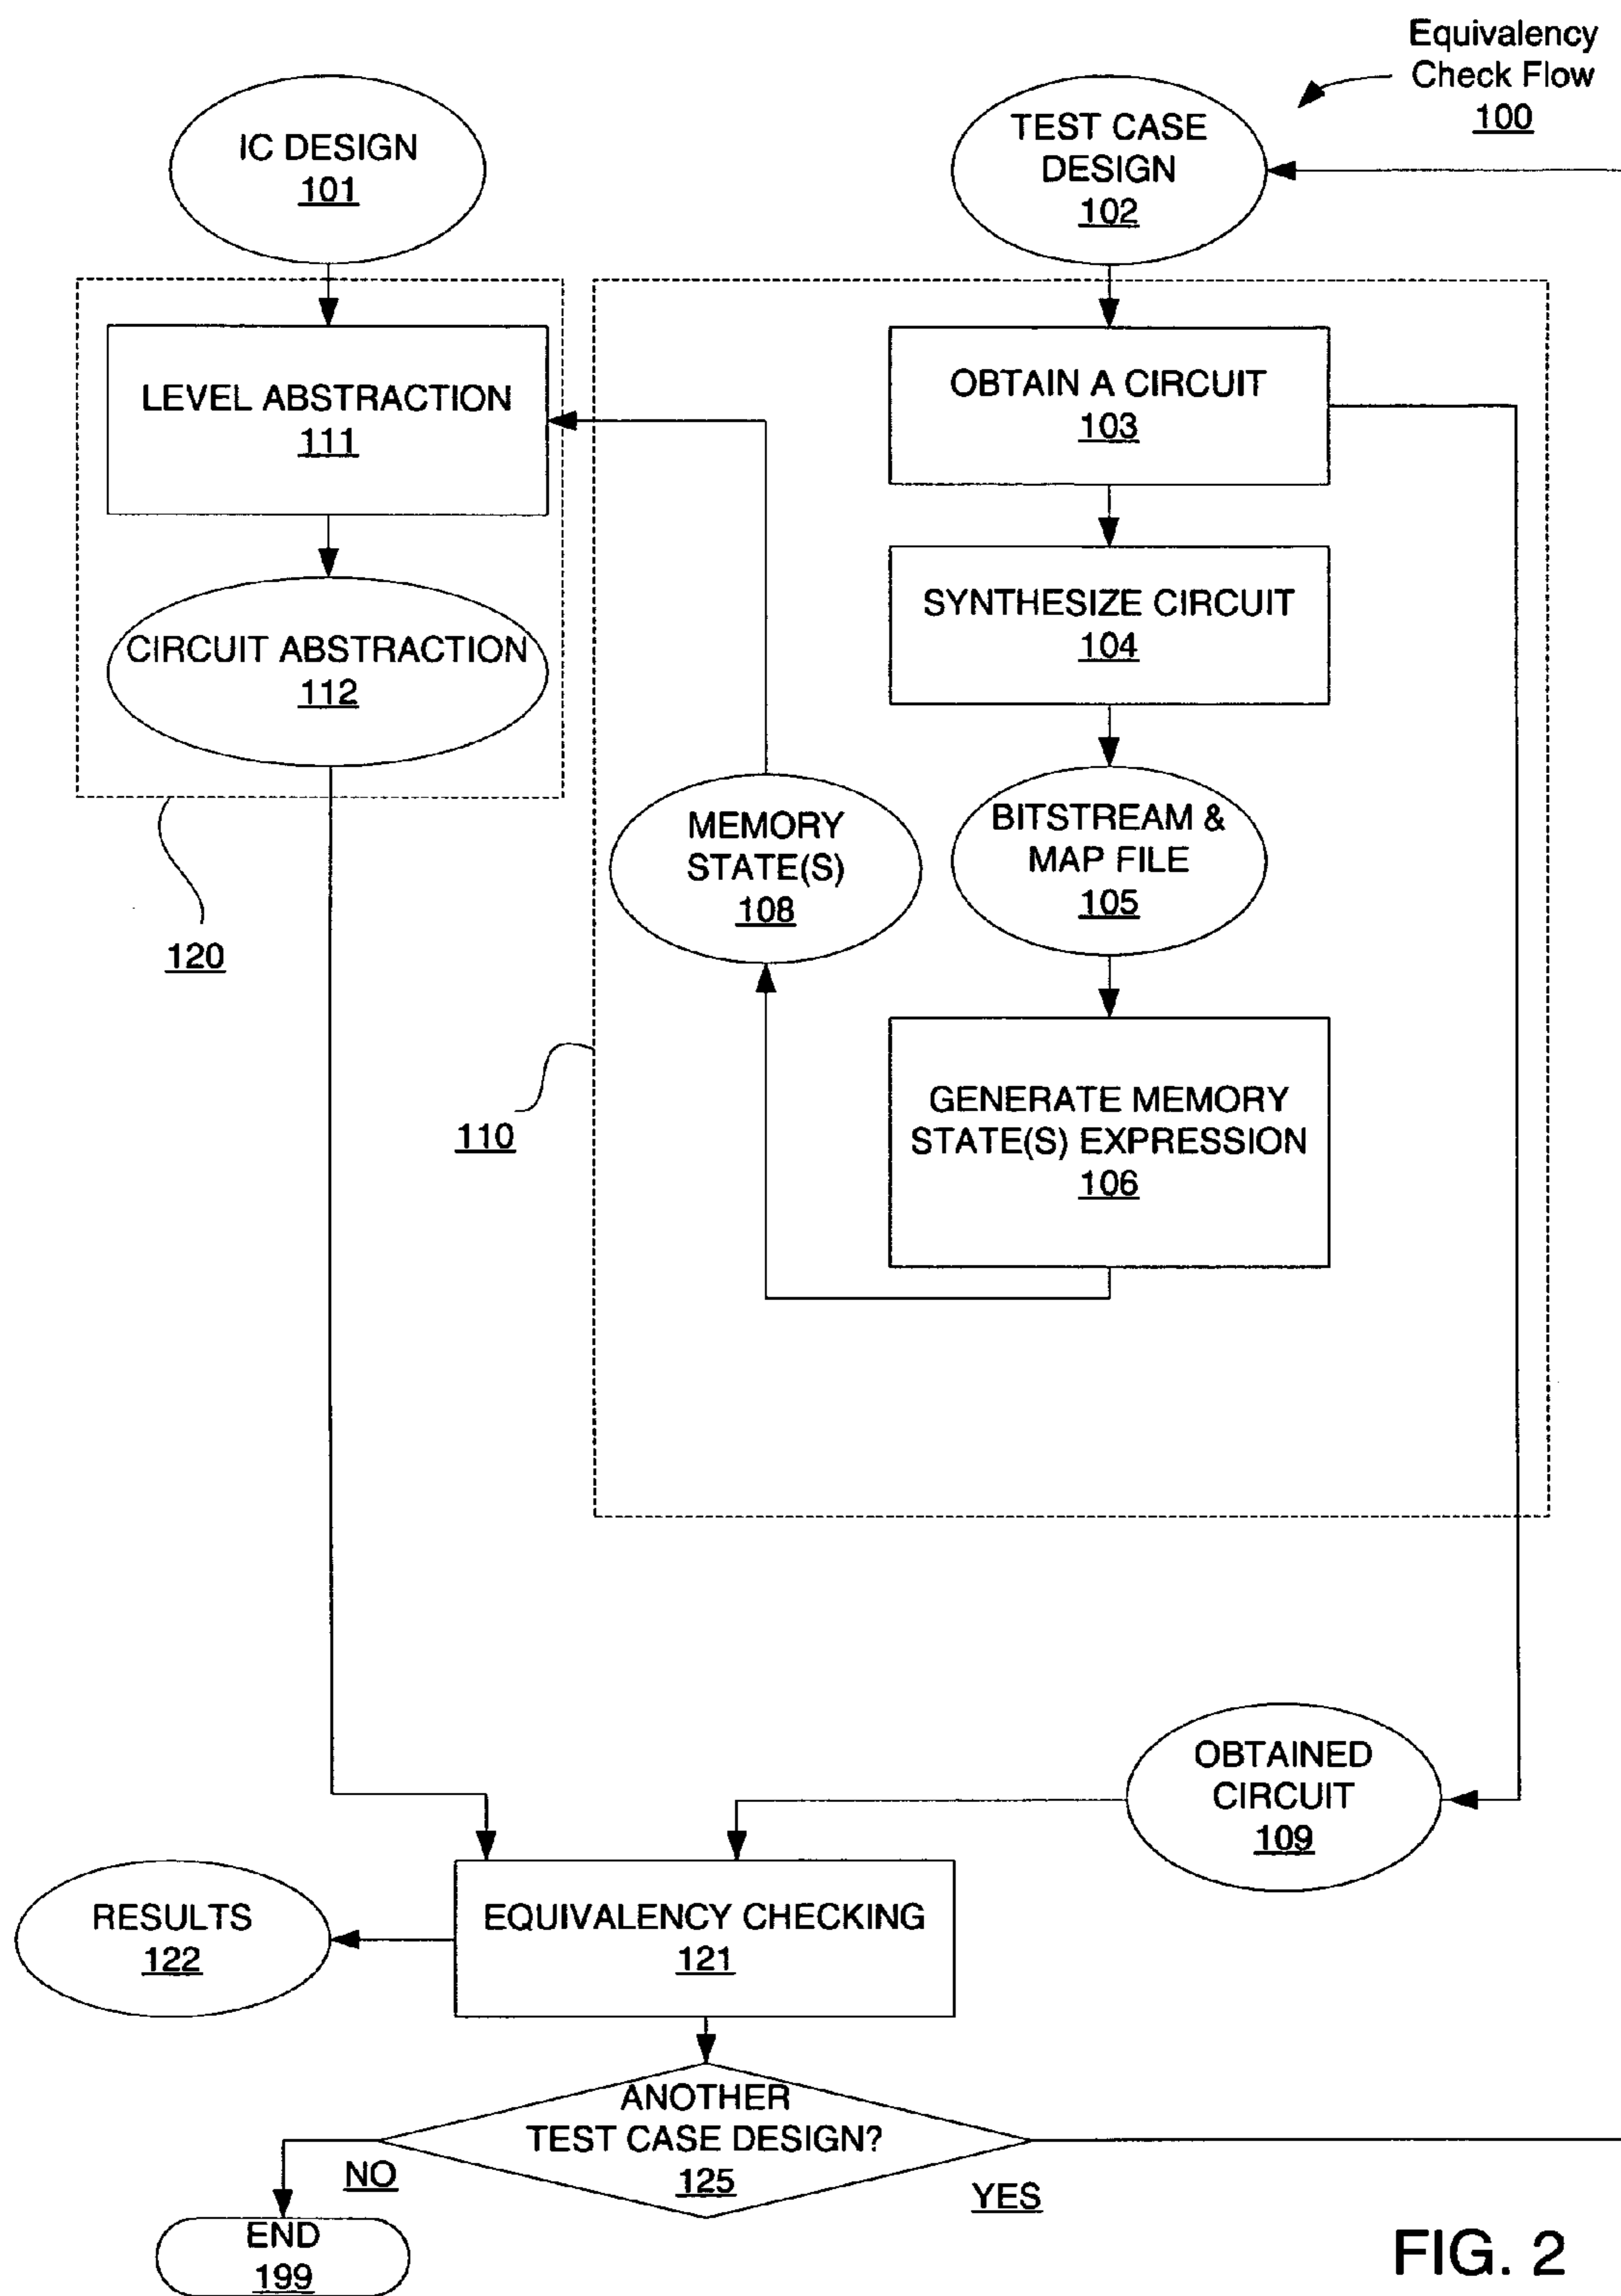 Equivalency
Check Flow
100
IC DESIGN
101
TEST CASE
DESIGN
102
LEVEL ABSTRACTION
111
OBTAIN A CIRCUIT
103
SYNTHESIZE CIRCUIT
104
CIRCUIT ABSTRACTION
112
MEMORY
STATE(S)
108
BITSTREAM &
MAP FILE
105
120
110
GENERATE MEMORY
STATE(S) EXPRESSION
106
OBTAINED
CIRCUIT
109
RESULTS
122
EQUIVALENCY CHECKING
121
ANOTHER
TEST CASE DESIGN?
125
NO
YES
END
199
FIG. 2